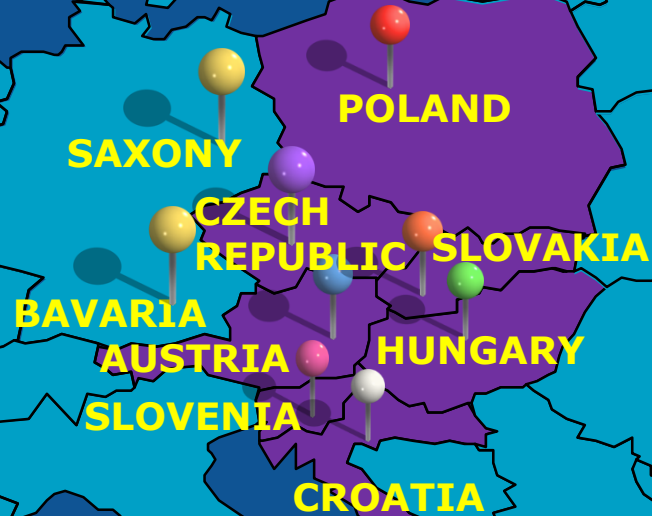 POLAND
SAXONY
CZECH
REPUBLIC
SLOVAKIA
BAVARIA
AUSTRIA
HUNGARY
SLOVENIA
CROATIA